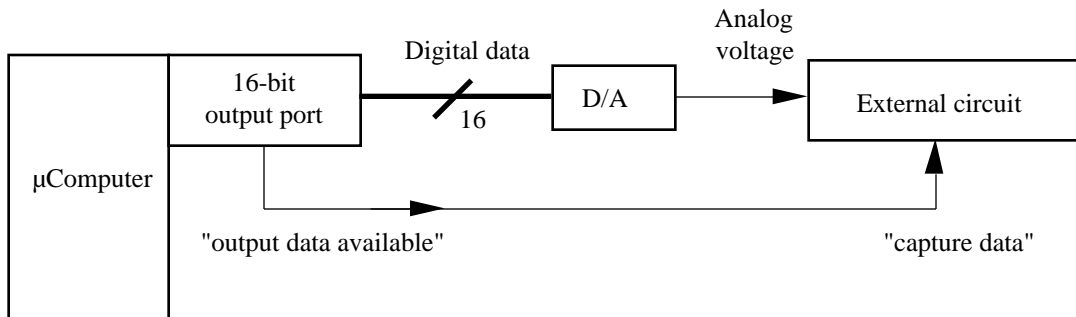 Analog
voltage
Digital data
16-bit
output port
D/A
16
External circuit
µComputer
"output data available"
"capture data"